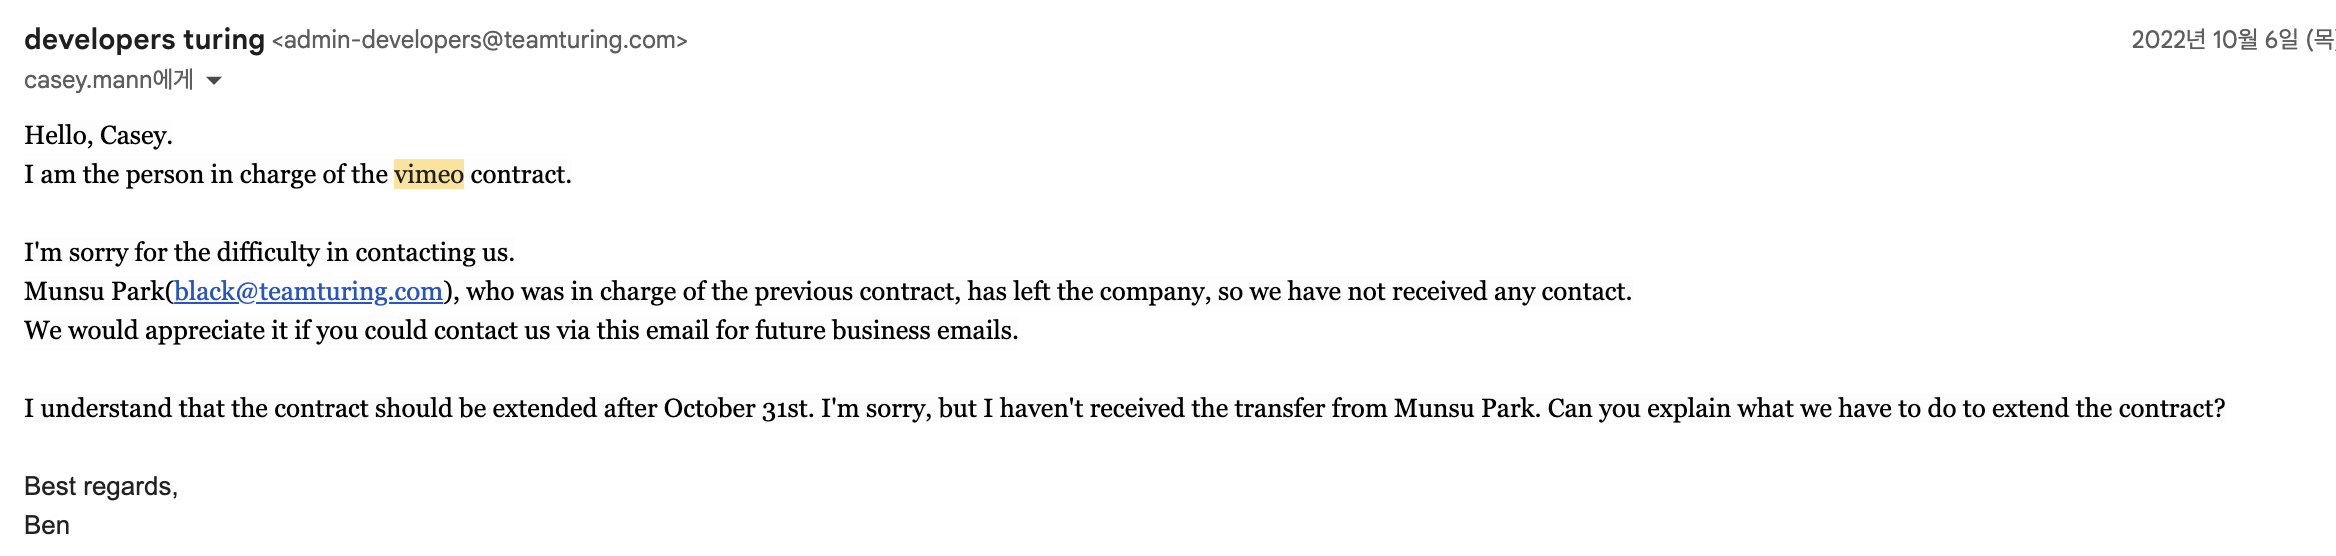 developers turing <admin-developers@teamturing.com>
2022년 10월 6일 (목)
casey.mann에게
Hello, Casey.
I am the person in charge of the vimeo contract.
I'm sorry for the difficulty in contacting us.
Munsu Park(black@teamturing.com), who was in charge of the previous contract, has left the company, so we have not received any contact.
We would appreciate it if you could contact us via this email for future business emails.
I understand that the contract should be extended after October 31st. I'm sorry, but I haven't received the transfer from Munsu Park. Can you explain what we have to do to extend the contract?
Best regards,
Ben